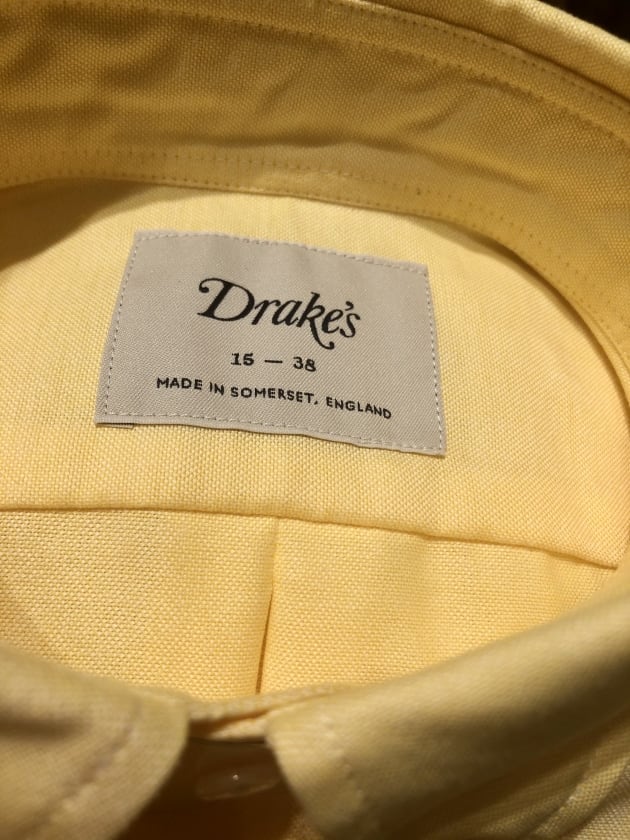 Drake's
15 — 38
MADE IN SOMERSET, ENGLAND